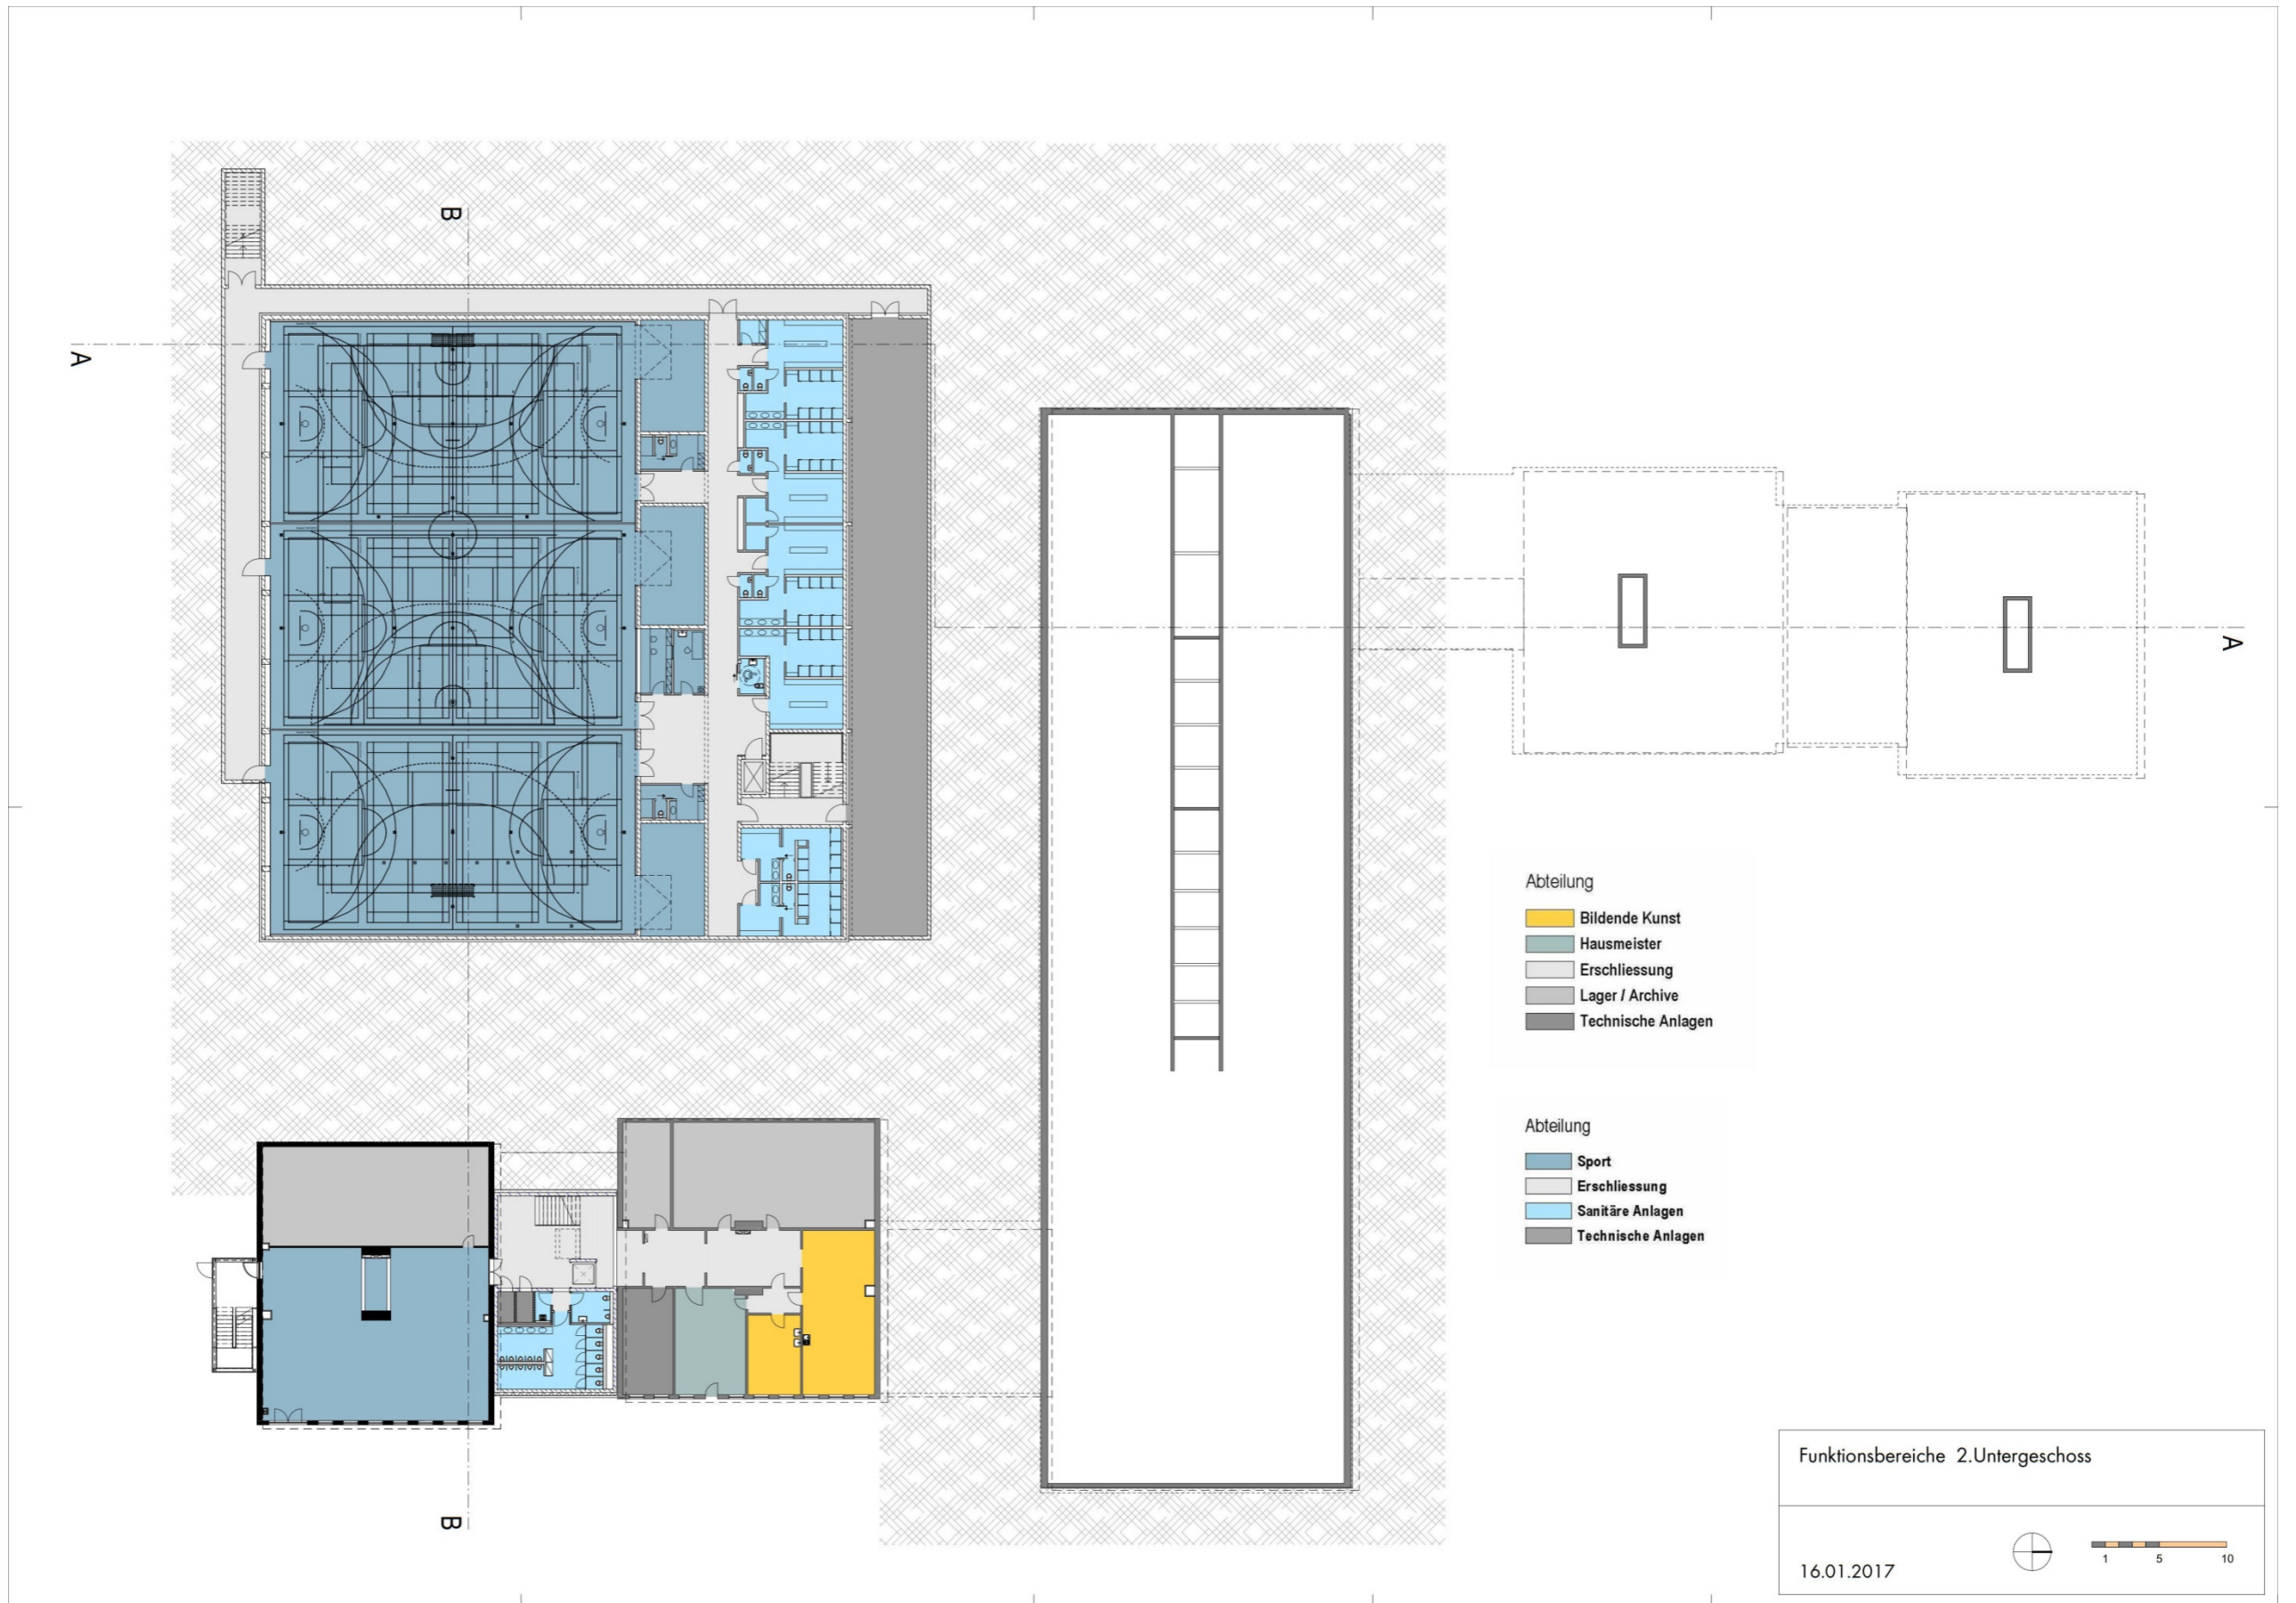 B
A
A
Abteilung
Bildende Kunst
Hausmeister
Erschliessung
Lager / Archive
Technische Anlagen
Abteilung
Sport
Erschliessung
Sanitäre Anlagen
Technische Anlagen
B
Funktionsbereiche 2.Untergeschoss
16.01.2017
1 5 10